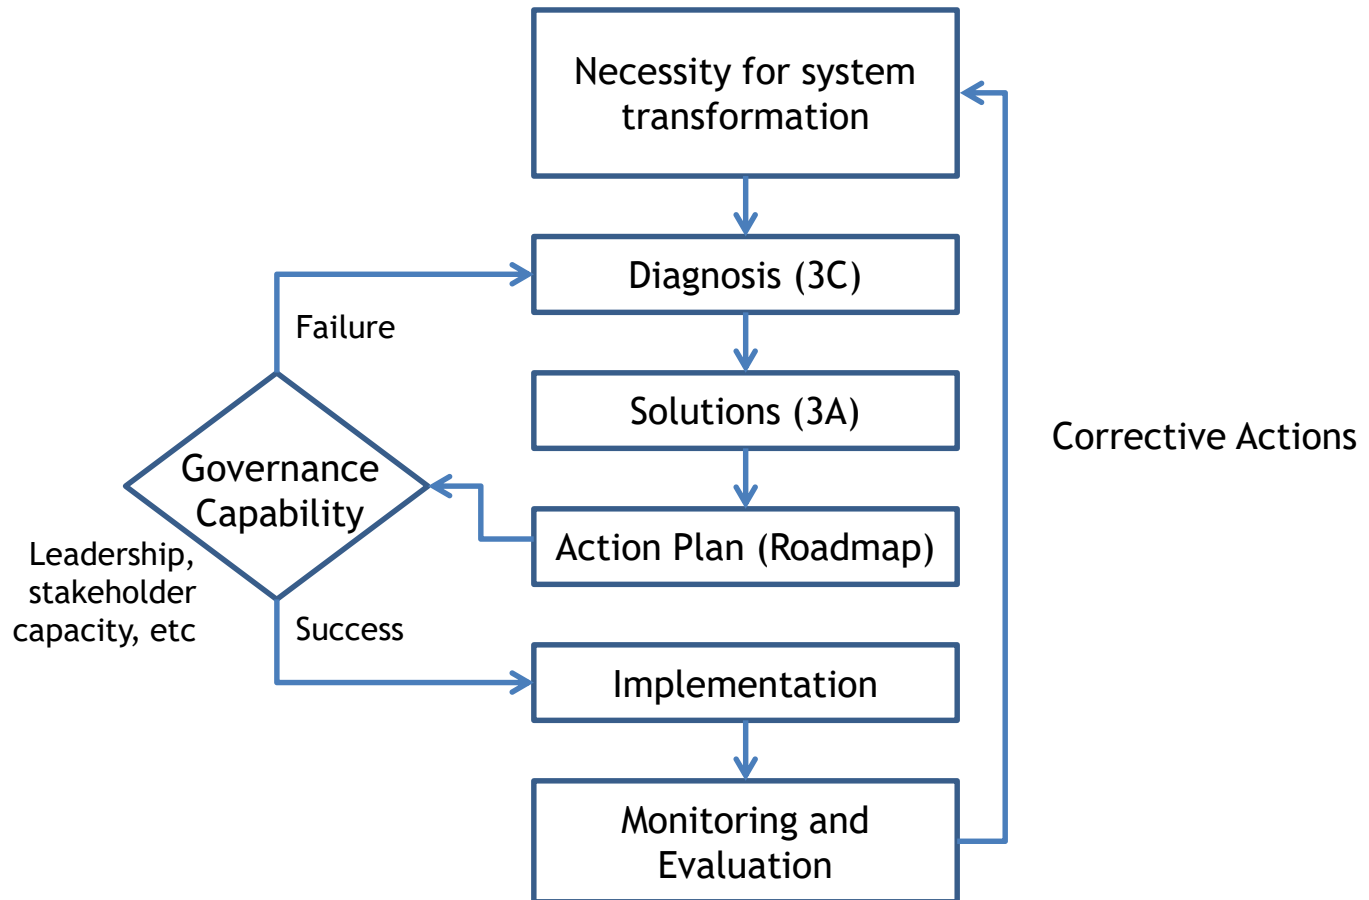 Necessity for system
transformation
Diagnosis (3C)
Failure
Solutions (3A)
Corrective Actions
Governance
Capability
Action Plan (Roadmap)
Leadership,
stakeholder
capacity, etc
Success
Implementation
Monitoring and
Evaluation